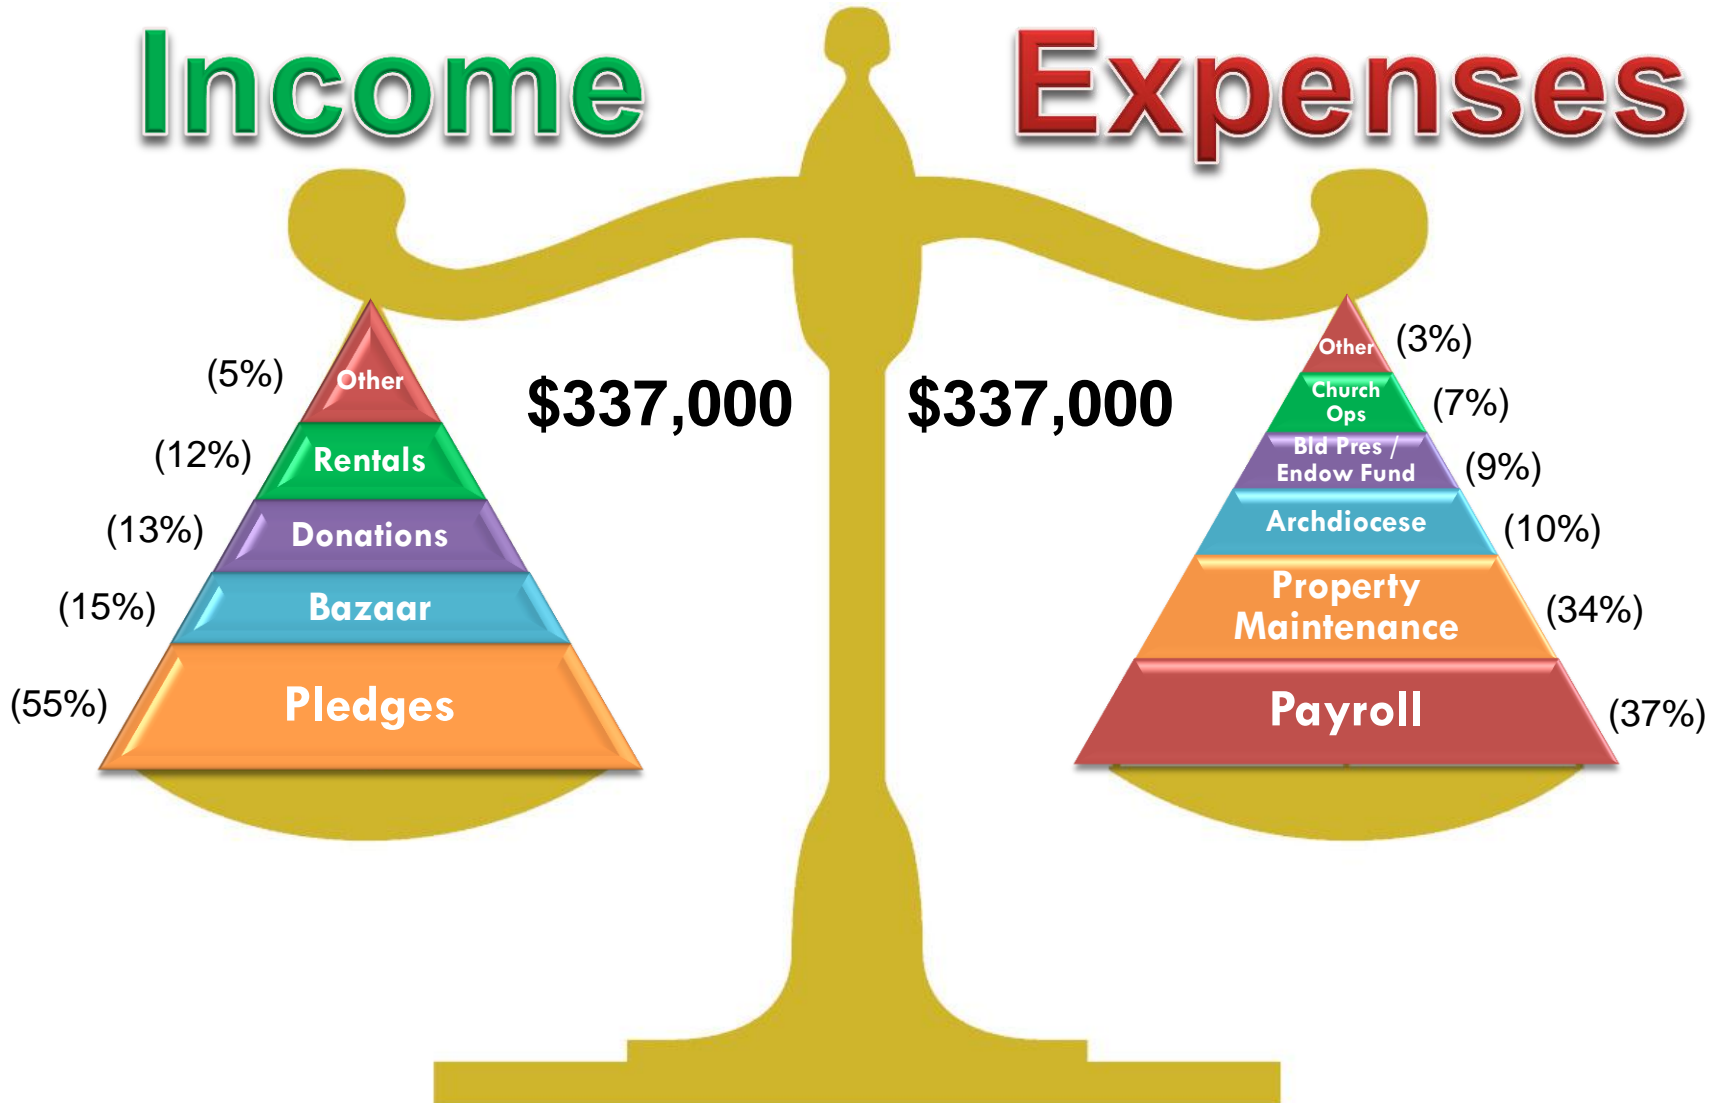 Income
Expenses
$337,000
$337,000
(5%)
Other
(12%)
Rentals
(13%)
Donations
(15%)
Bazaar
(55%)
Pledges
Other
(3%)
Church
Ops
(7%)
Bld Pres /
Endow Fund
(9%)
Archdiocese
(10%)
Property
Maintenance
(34%)
Payroll
(37%)